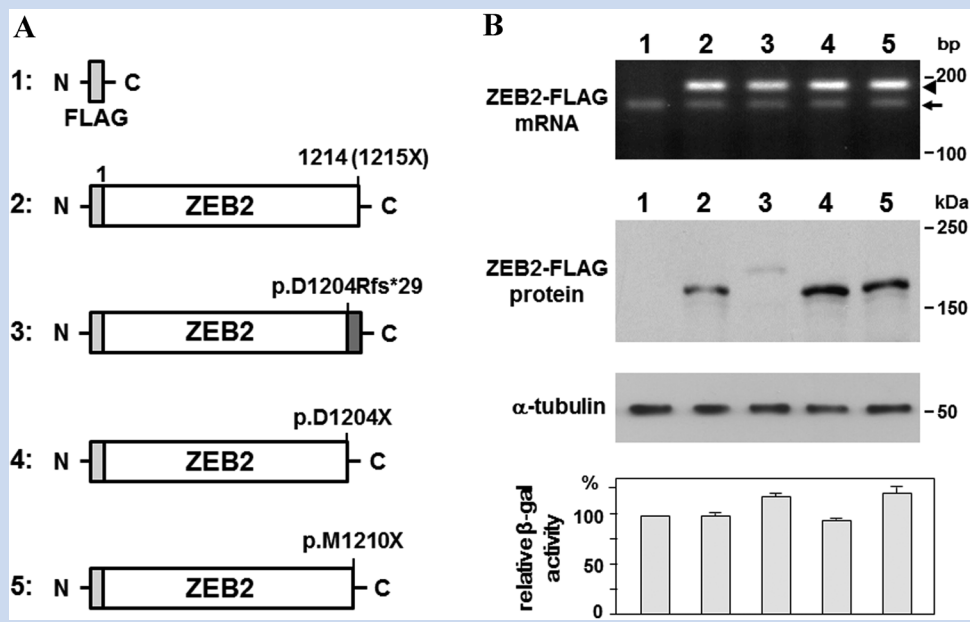 A
1: N C
FLAG
1
1214 (1215X)
2: N ZEB2 C
p.D1204Rfs*29
3: N ZEB2 C
p.D1204X
4: N ZEB2 C
p.M1210X
5: N ZEB2 C
B
1 2 3 4 5 bp
ZEB2-FLAG
mRNA
200
100
1 2 3 4 5 kDa
250
ZEB2-FLAG
protein
150
α-tubulin
50
%
relative β-gal
activity
100
50
0